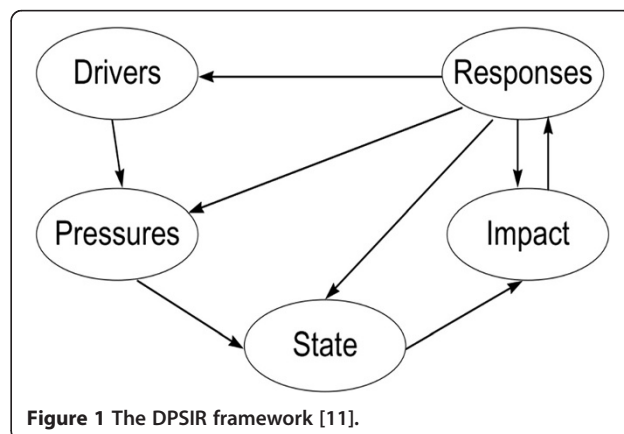 Drivers
Responses
Pressures
Impact
State
Figure 1 The DPSIR framework [11].